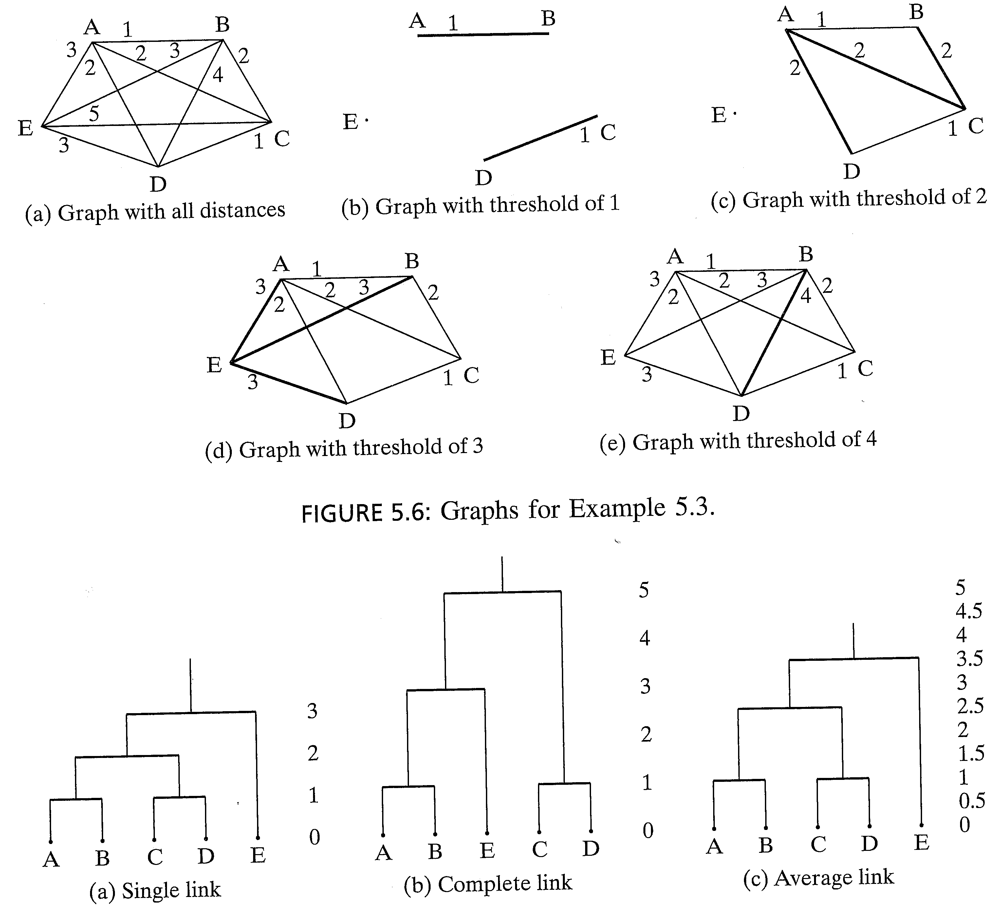 A 1 B
3 2 2 3 4 2
5
E 3 1 C
D
(a) Graph with all distances
A 1 B
E
1 C
D
(b) Graph with threshold of 1
A 1 B
2 2 2
E
1 C
D
(c) Graph with threshold of 2
A 1 B
3 2 2 3 2
E 3 1 C
D
(d) Graph with threshold of 3
A 1 B
3 2 2 3 4 2
E 3 1 C
D
(e) Graph with threshold of 4
FIGURE 5.6: Graphs for Example 5.3.
3
2
1
0
A B C D E
(a) Single link
5
4
3
2
1
0
A B E C D
(b) Complete link
5
4.5
4
3.5
3
2.5
2
1.5
1
0.5
0
A B C D E
(c) Average link